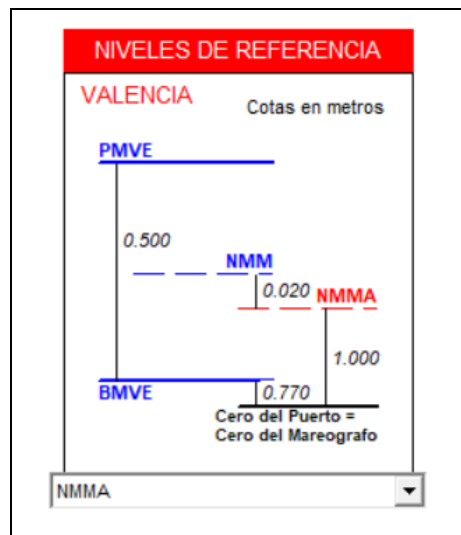 NIVELES DE REFERENCIA
VALENCIA
Cotas en metros
PMVE
0.500
NMM
0.020
NMMA
1.000
BMVE
0.770
Cero del Puerto =
Cero del Mareografo
NMMA